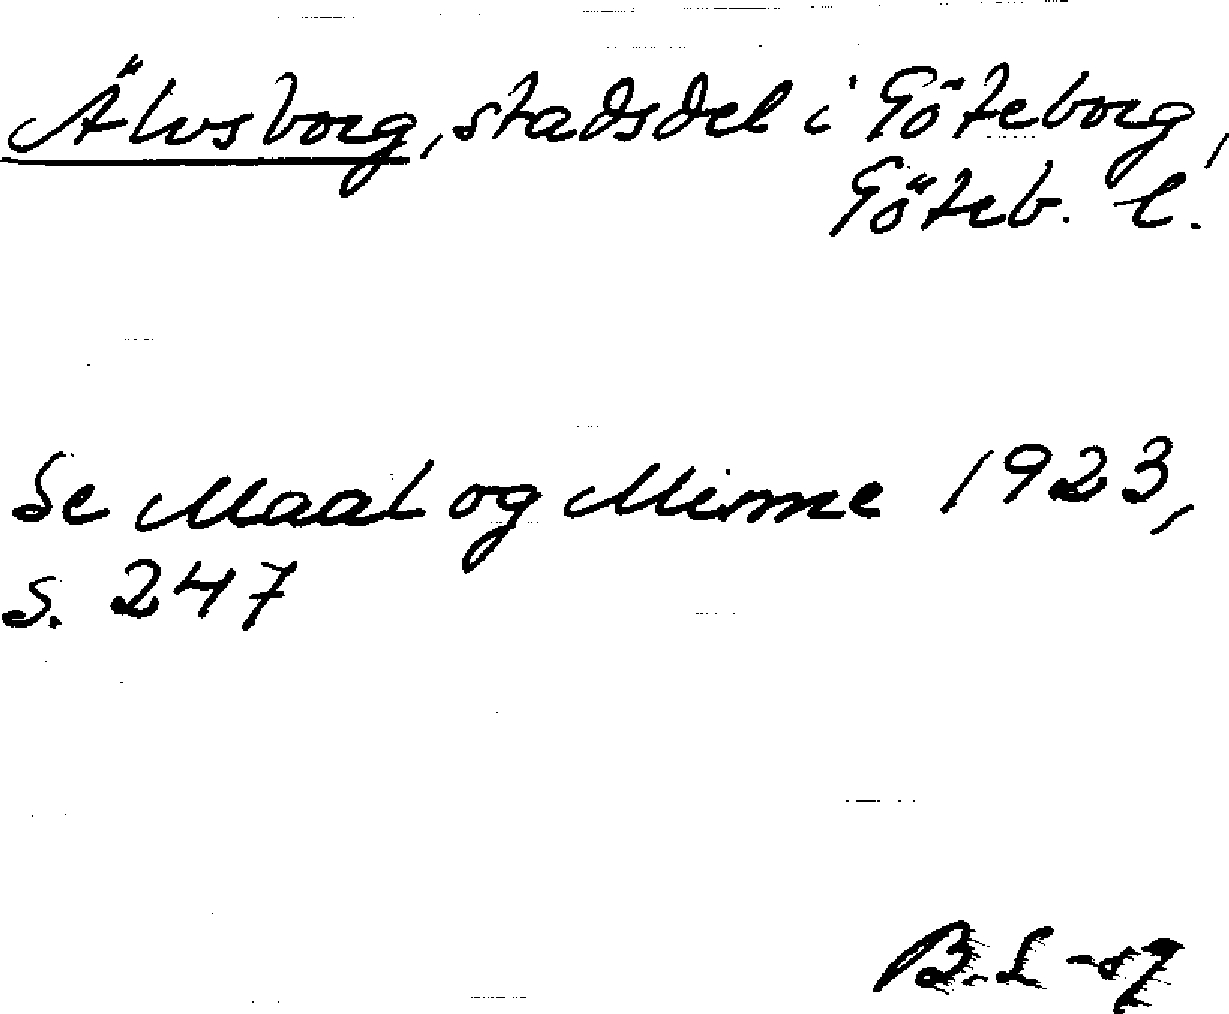 Älvsborg, stadsdel i Göteborg,
Göteb. l.
Se Maal og Minne 1923,
s. 247